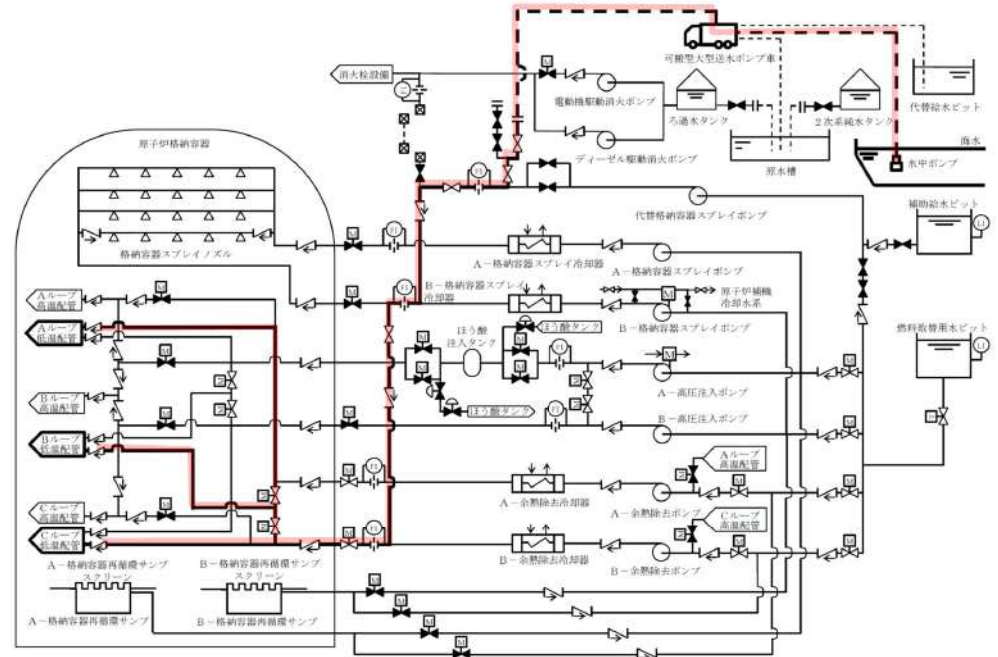 消火栓設備
FI
M
可搬型大型送水ポンプ車
電動機駆動消火ポンプ
ろ過水タンク
2次系純水タンク
代替給水ピット
海水
水中ポンプ
原水槽
ディーゼル駆動消火ポンプ
FI
原子炉格納容器
代替格納容器スプレイポンプ
補助給水ピット
LI
格納容器スプレイノズル
M
FI
A-格納容器スプレイ冷却器
A-格納容器スプレイポンプ
M
FI
B-格納容器スプレイ
冷却器
M
原子炉補機
冷却水系
B-格納容器スプレイポンプ
Aループ
高温配管
M
Aループ
低温配管
ほう酸
注入タンク
ほう酸タンク
燃料取替用水ピット
LI
M
M
M
M
FI
M
M
M
M
A-高圧注入ポンプ
M
M
M
M
ほう酸タンク
Bループ
高温配管
M
M
FI
B-高圧注入ポンプ
M
Bループ
低温配管
M
FI
A-余熱除去冷却器
A-余熱除去ポンプ
Aループ
高温配管
M
M
M
M
Cループ
高温配管
M
M
Cループ
低温配管
M
FI
B-余熱除去冷却器
B-余熱除去ポンプ
Cループ
高温配管
M
M
M
A-格納容器再循環サンプ
スクリーン
B-格納容器再循環サンプ
スクリーン
A-格納容器再循環サンプ
B-格納容器再循環サンプ
M
M
M
M